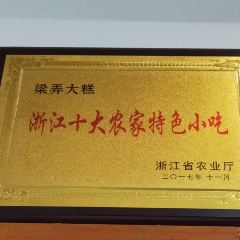 梁弄大糕
浙江十大农家特色小吃
浙江省农业厅
二〇一七年 十一月